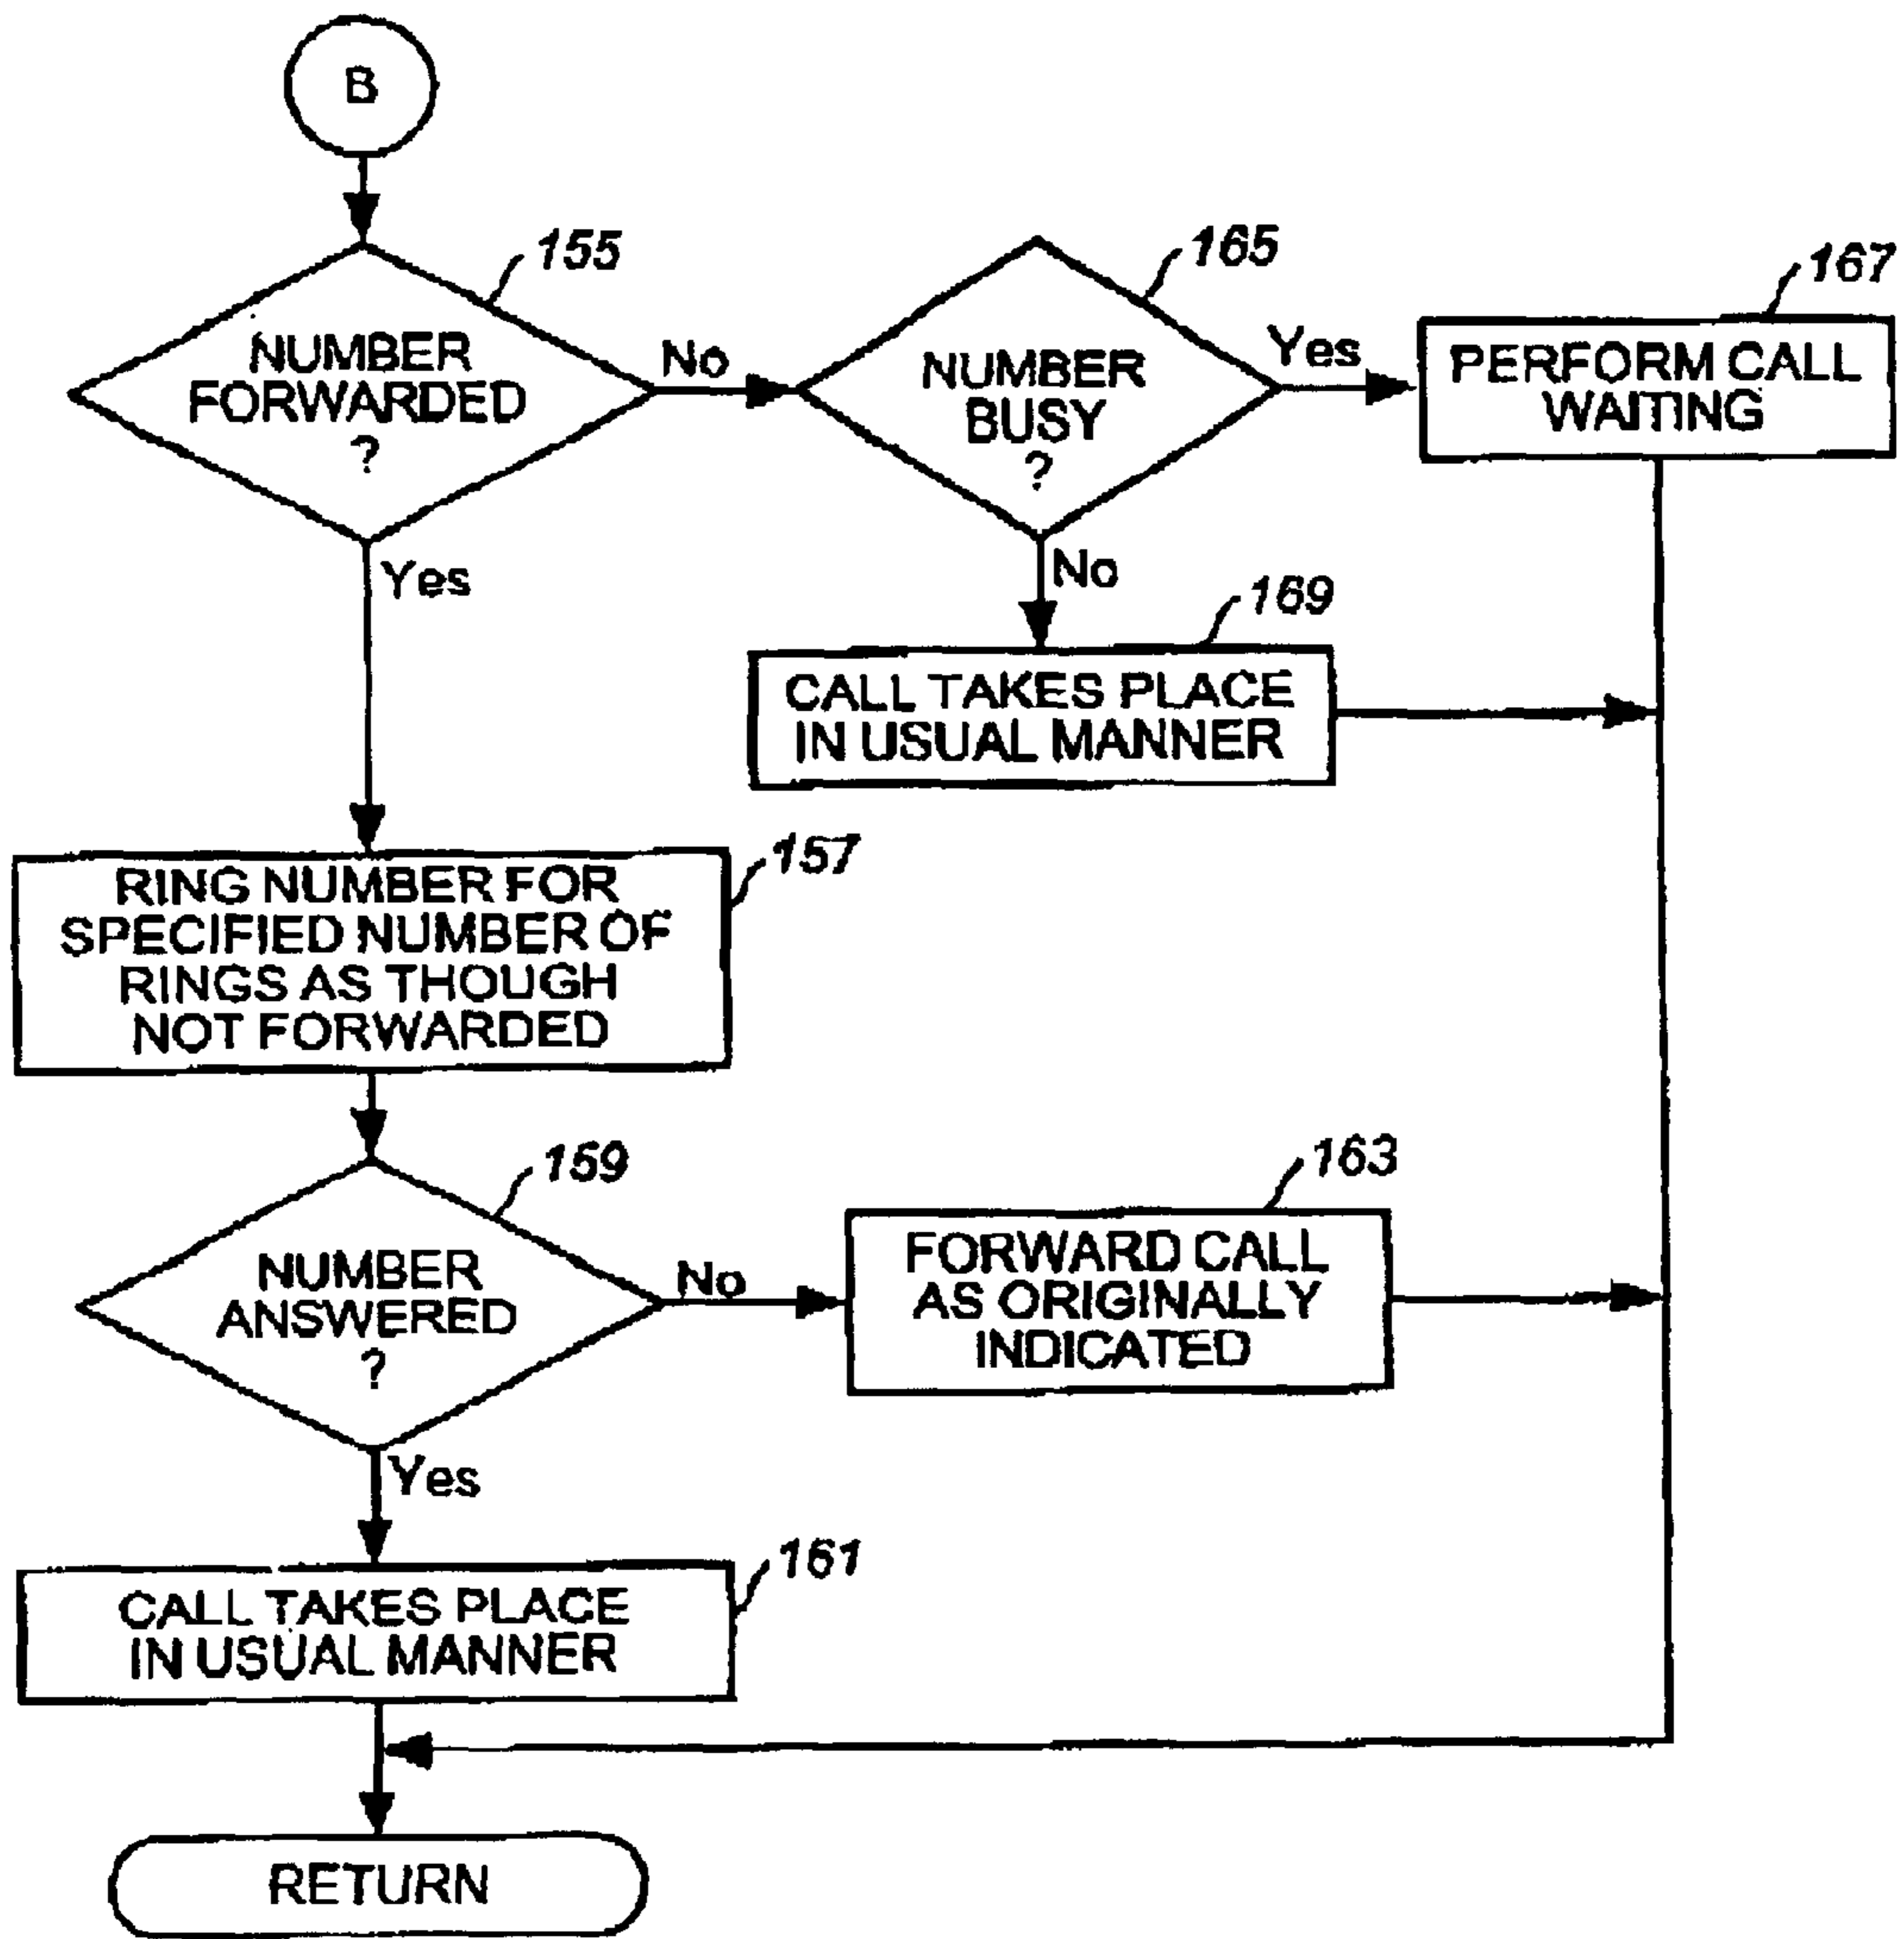 B
155
NUMBER
FORWARDED
?
No
Yes
165
NUMBER
BUSY
?
Yes
No
167
PERFORM CALL
WAITING
169
CALL TAKES PLACE
IN USUAL MANNER
157
RING NUMBER FOR
SPECIFIED NUMBER OF
RINGS AS THOUGH
NOT FORWARDED
159
NUMBER
ANSWERED
?
No
Yes
163
FORWARD CALL
AS ORIGINALLY
INDICATED
161
CALL TAKES PLACE
IN USUAL MANNER
RETURN